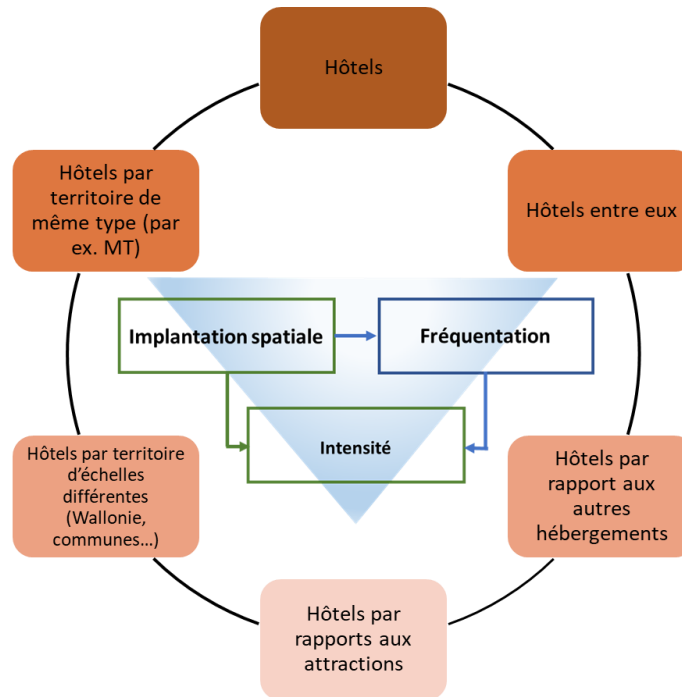 Hôtels
Hôtels par
territoire de
même type (par
ex. MT)
Hôtels entre eux
Implantation spatiale
Fréquentation
Intensité
Hôtels par territoire
d'échelles
différentes
(Wallonie,
communes...)
Hôtels par
rapport aux
autres
hébergements
Hôtels par
rapports aux
attractions